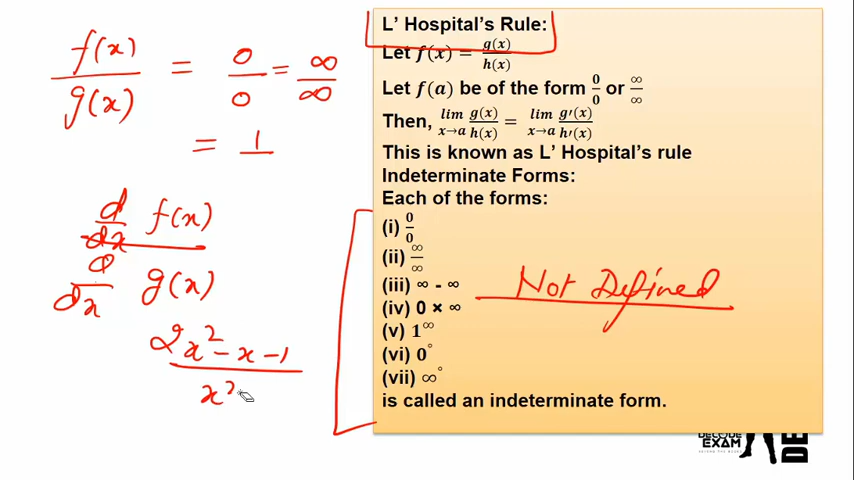 f(x)/g(x) = 0/0 = ∞/∞
= 1
d/dx f(x)
d/dx g(x)
2x² - x - 1
x²
L’ Hospital’s Rule:
Let f(x) = g(x)/h(x)
Let f(a) be of the form 0/0 or ∞/∞
Then, lim x→a g(x)/h(x) = lim x→a g′(x)/h′(x)
This is known as L’ Hospital’s rule
Indeterminate Forms:
Each of the forms:
(i) 0/0
(ii) ∞/∞
(iii) ∞ - ∞
(iv) 0 × ∞
(v) 1^∞
(vi) 0°
(vii) ∞°
is called an indeterminate form.
Not Defined
DECODE
EXAM
DE